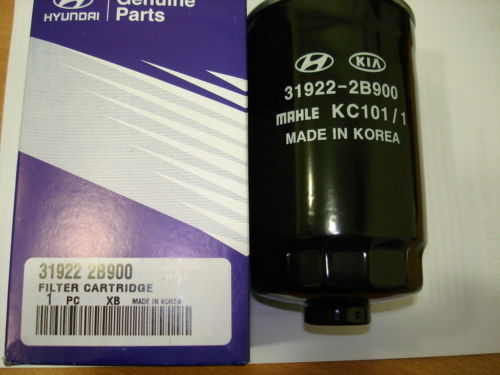 Genuine
HYUNDAI Parts
31922 2B900
FILTER CARTRIDGE
1 PC XB MADE IN KOREA
KIA
31922-2B900
MAHLE KC101/1
MADE IN KOREA